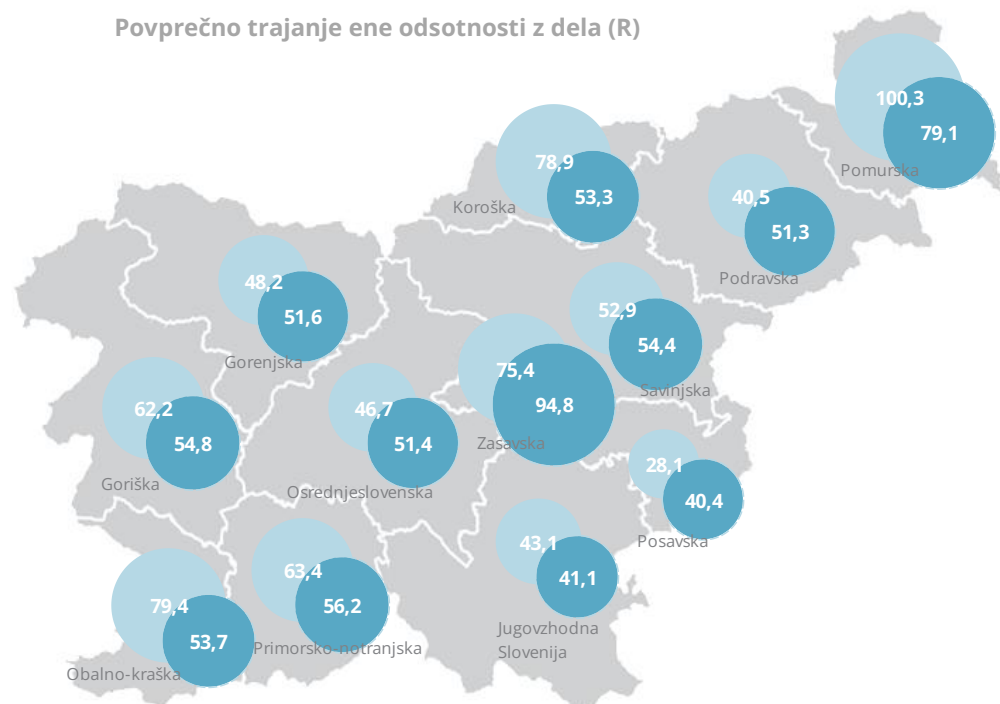 Povprečno trajanje ene odsotnosti z dela (R)
100,3
79,1
Pomurska
78,9
53,3
Koroška
40,5
51,3
Podravska
48,2
51,6
Gorenjska
52,9
54,4
Savinjska
75,4
94,8
Zasavska
62,2
54,8
Goriška
46,7
51,4
Osrednjeslovenska
28,1
40,4
Posavska
43,1
41,1
Jugovzhodna
Slovenija
63,4
56,2
Primorsko-notranjska
79,4
53,7
Obalno-kraška